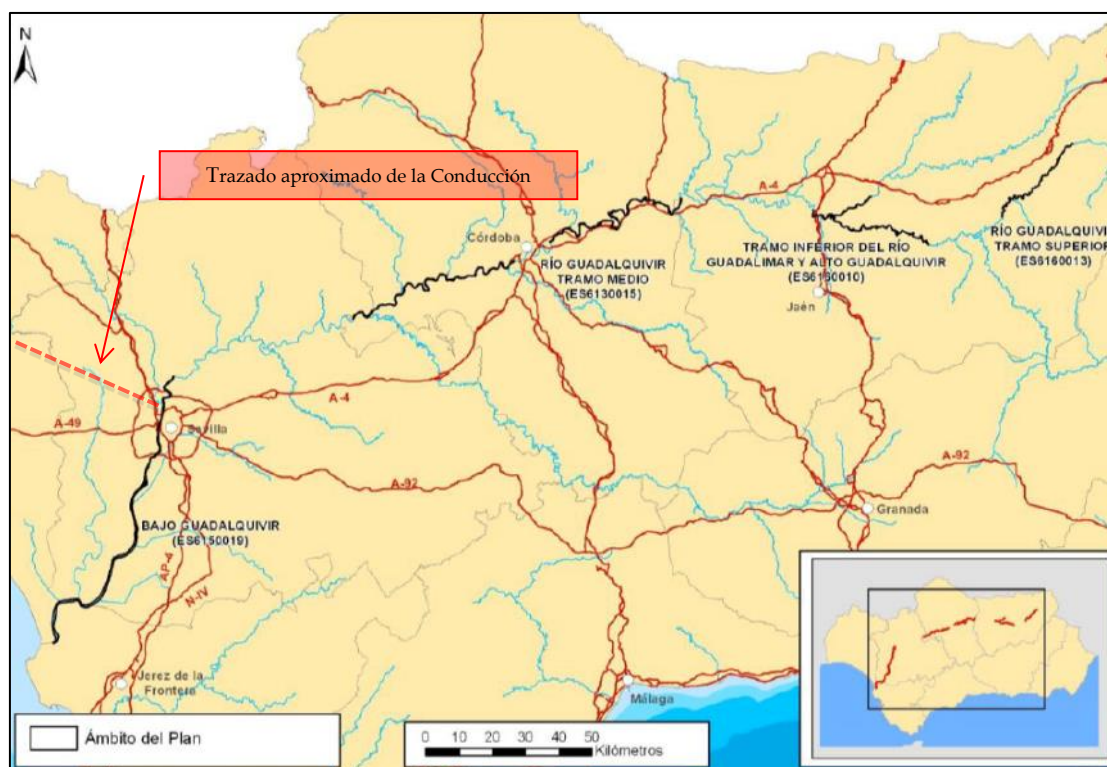 N
Trazado aproximado de la Conducción
A-4
Córdoba
RÍO GUADALQUIVIR
TRAMO MEDIO
(ES6130015)
TRAMO INFERIOR DEL RÍO
GUADALIMAR Y ALTO GUADALQUIVIR
(ES6160010)
RÍO GUADALQUIVI
TRAMO SUPERIOR
(ES6160013)
Jaén
A-4
A-49
Sevilla
A-92
A-92
Granada
BAJO GUADALQUIVIR
(ES6150019)
AP-4
N-IV
Jerez de la
Frontera
Málaga
Ámbito del Plan
0 10 20 30 40 50
Kilómetros